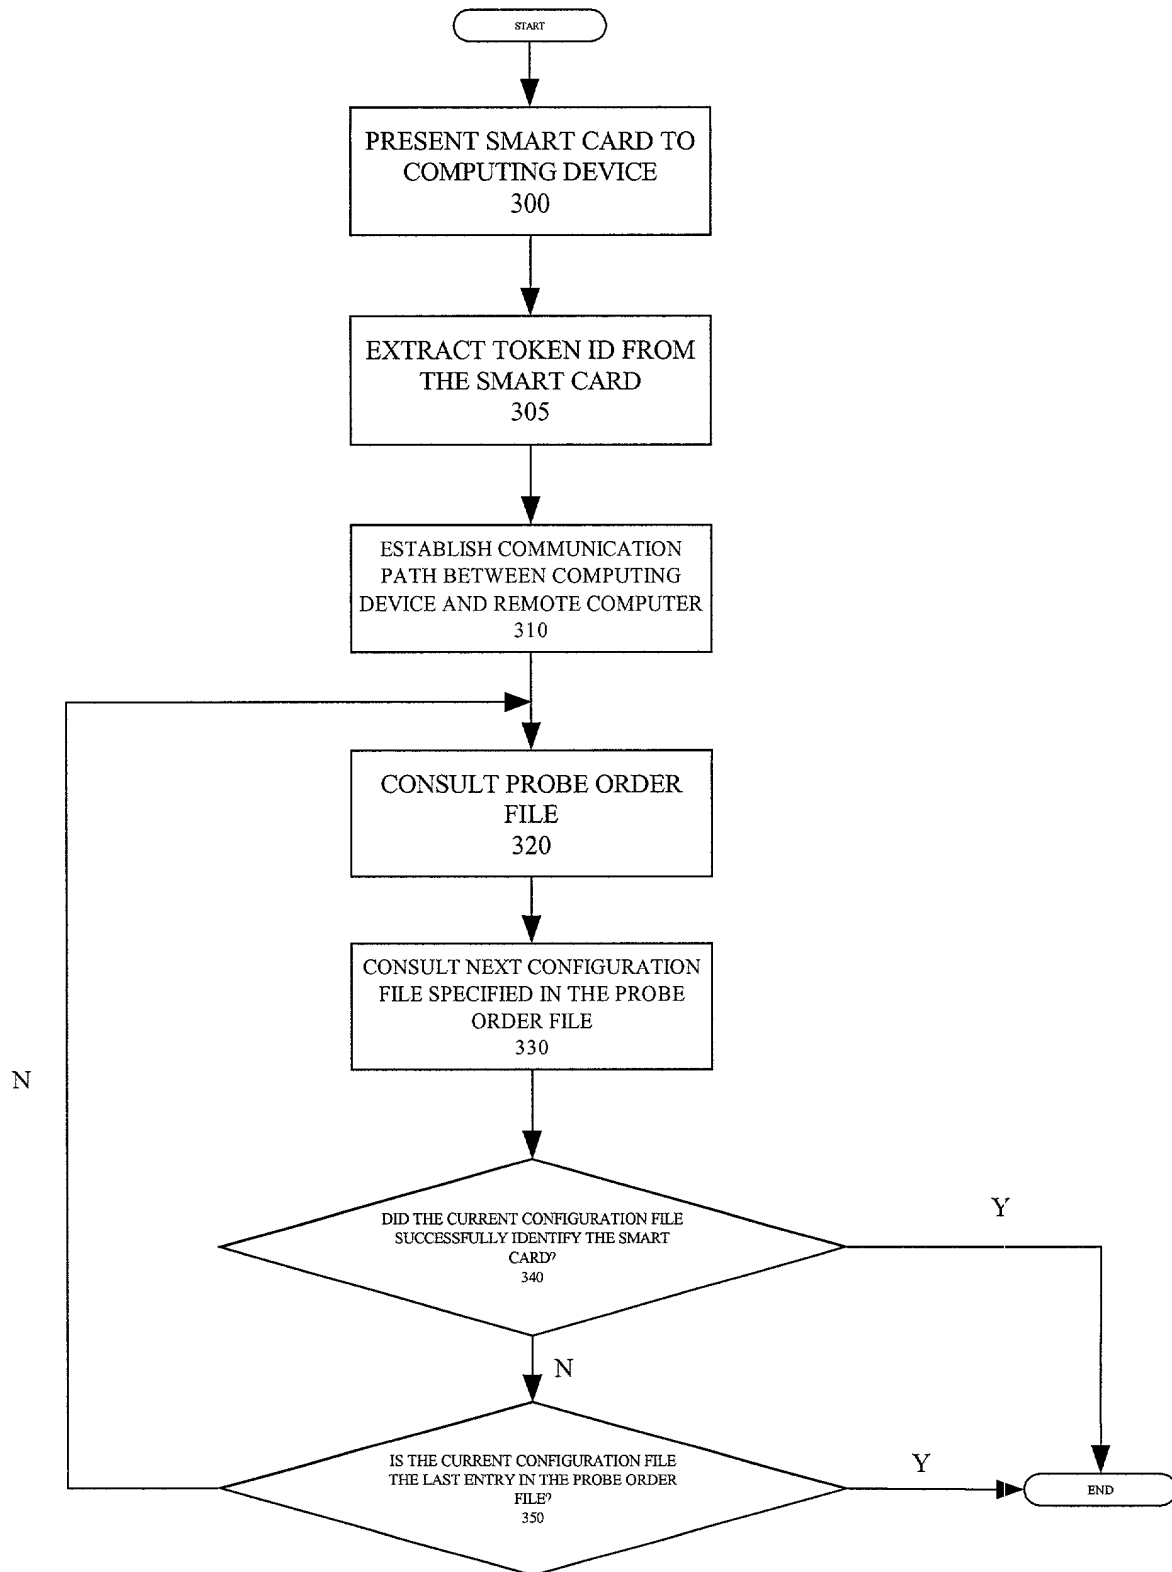 START
PRESENT SMART CARD TO
COMPUTING DEVICE
300
EXTRACT TOKEN ID FROM
THE SMART CARD
305
ESTABLISH COMMUNICATION
PATH BETWEEN COMPUTING
DEVICE AND REMOTE COMPUTER
310
CONSULT PROBE ORDER
FILE
320
CONSULT NEXT CONFIGURATION
FILE SPECIFIED IN THE PROBE
ORDER FILE
330
N
DID THE CURRENT CONFIGURATION FILE
SUCCESSFULLY IDENTIFY THE SMART
CARD?
340
Y
N
IS THE CURRENT CONFIGURATION FILE
THE LAST ENTRY IN THE PROBE ORDER
FILE?
350
Y
END